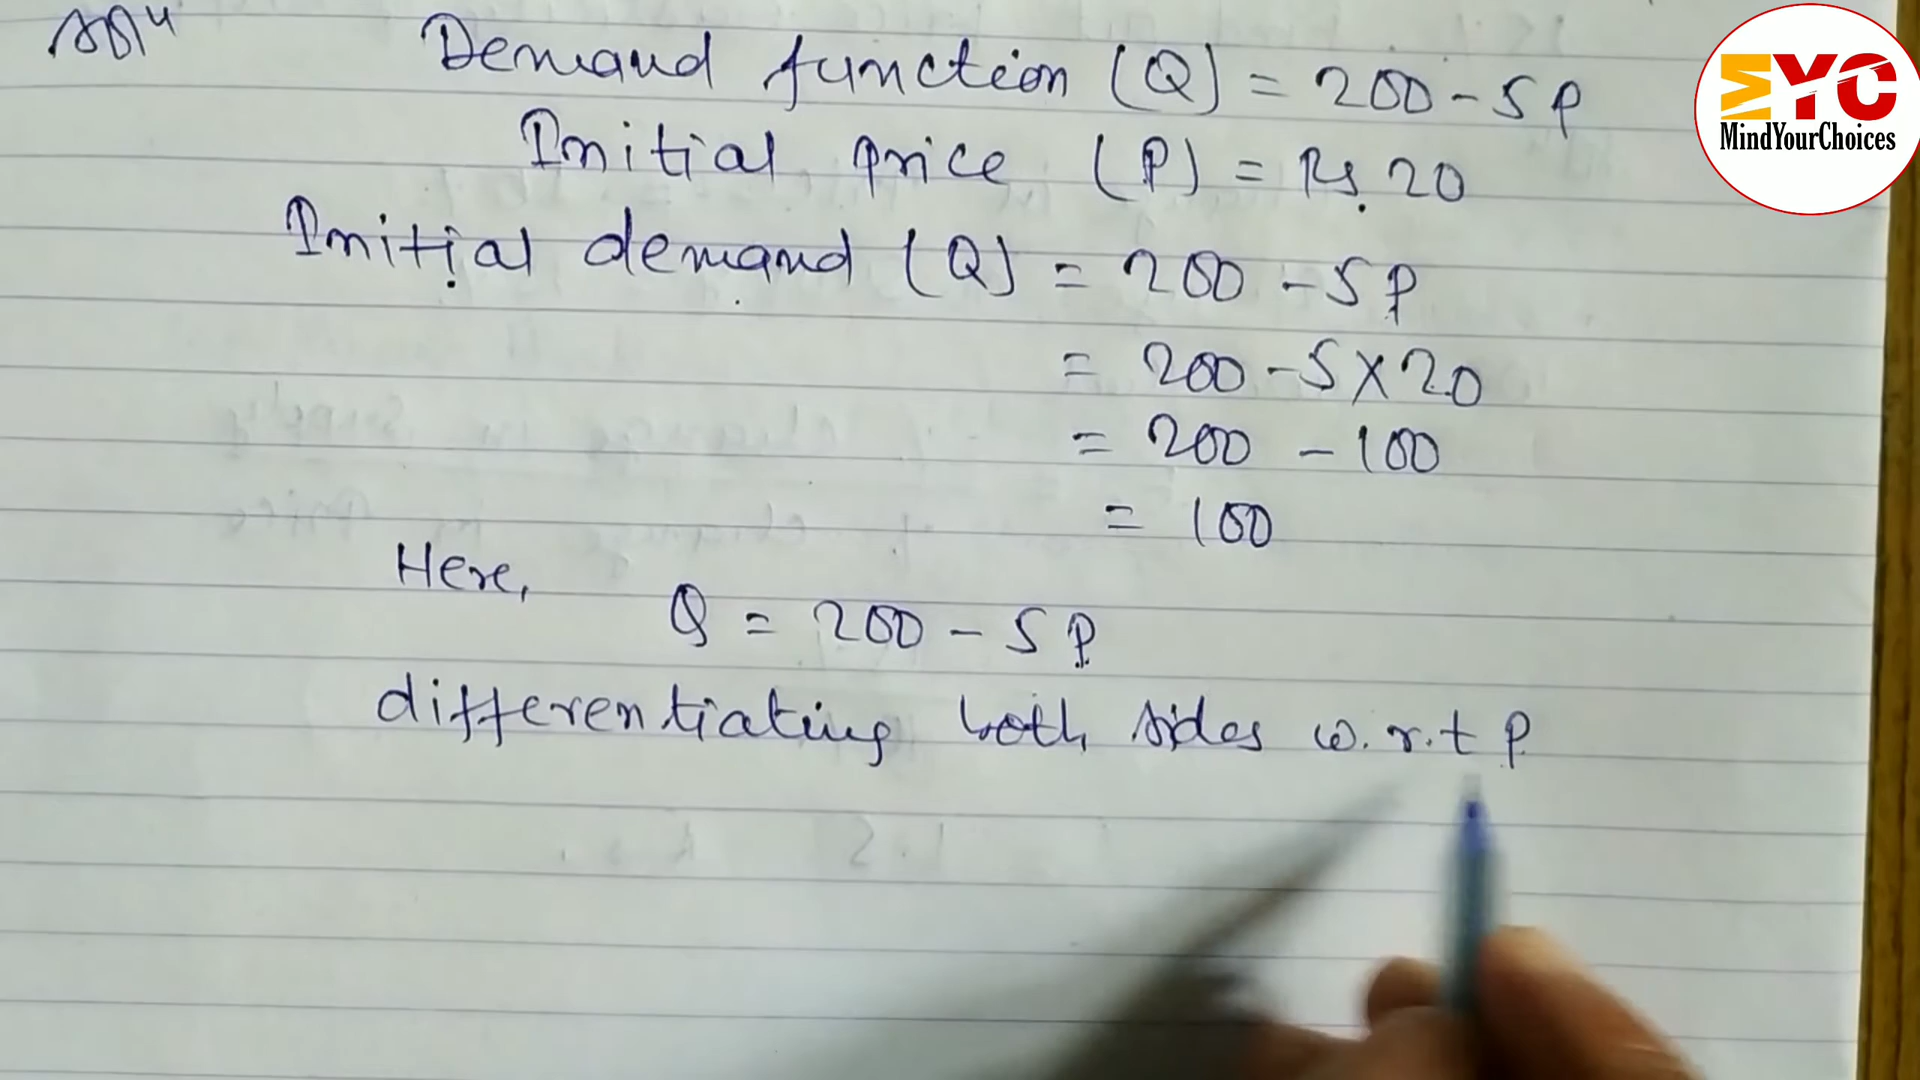 Solⁿ
Demand function (Q) = 200 - 5P
Initial price (P) = Rs. 20
Initial demand (Q) = 200 - 5P
= 200 - 5 X 20
= 200 - 100
= 100
Here,
Q = 200 - 5P
differentiating both sides w.r.t P
MYC
MindYourChoices